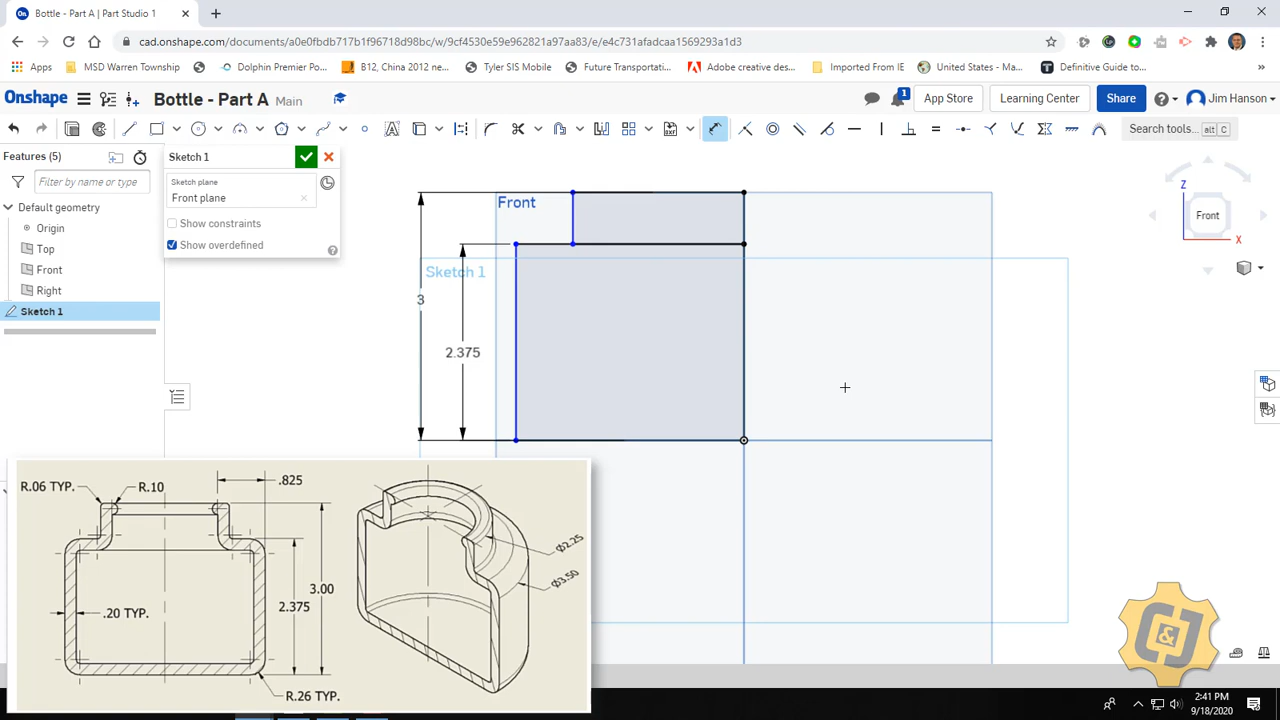 Bottle - Part A | Part Studio 1
cad.onshape.com/documents/a0e0fbdb717b1f96718d98bc/w/9cf4530e59e962821a97aa83/e/e4c731afadcaa1569293a1d3
Apps
MSD Warren Township
Dolphin Premier Po...
B12, China 2012 ne...
Tyler SIS Mobile
Future Transportati...
Adobe creative des...
United States - Ma...
Imported From IE
Definitive Guide to...
Onshape
Bottle - Part A Main
1
App Store
Learning Center
Share
Jim Hanson
Search tools... alt C
Features (5)
Filter by name or type
Default geometry
Origin
Top
Front
Right
Sketch 1
Sketch 1
Sketch plane
Front plane
Show constraints
Show overdefined
Front
Sketch 1
3
2.375
Z
Front
X
R.06 TYP.
R.10
.825
.20 TYP.
3.00
2.375
R.26 TYP.
Ø2.25
Ø3.50
C&J
2:41 PM
9/18/2020